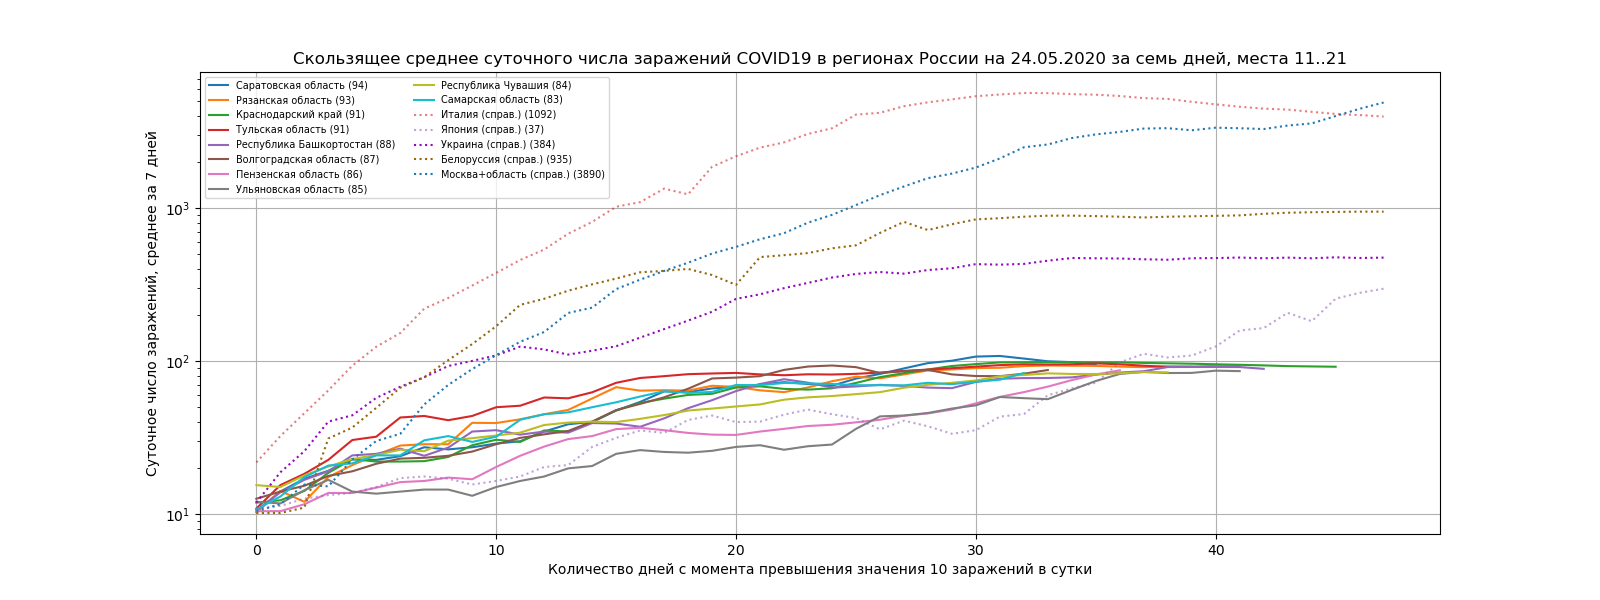 Скользящее среднее суточного числа заражений COVID19 в регионах России на 24.05.2020 за семь дней, места 11..21
Суточное число заражений, среднее за 7 дней
Саратовская область (94)
Рязанская область (93)
Краснодарский край (91)
Тульская область (91)
Республика Башкортостан (88)
Волгоградская область (87)
Пензенская область (86)
Ульяновская область (85)
Республика Чувашия (84)
Самарская область (83)
Италия (справ.) (1092)
Япония (справ.) (37)
Украина (справ.) (384)
Белоруссия (справ.) (935)
Москва+область (справ.) (3890)
10³
10²
10¹
0 10 20 30 40
Количество дней с момента превышения значения 10 заражений в сутки